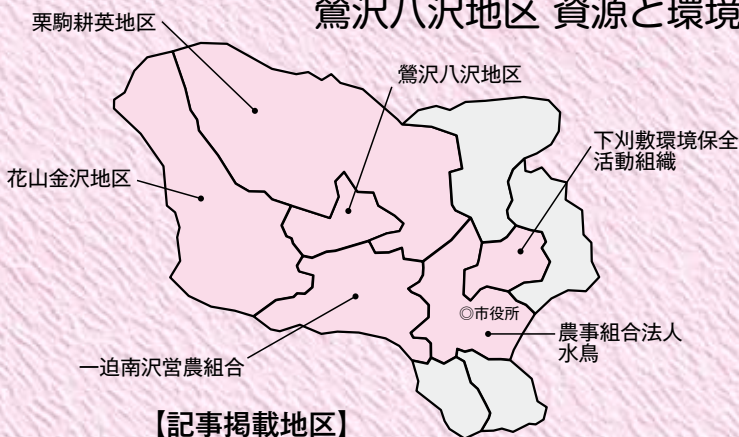 鶯沢八沢地区 資源と環境
栗駒耕英地区
鶯沢八沢地区
下刈敷環境保全
活動組織
花山金沢地区
◎市役所
農事組合法人
水鳥
一迫南沢営農組合
【記事掲載地区】